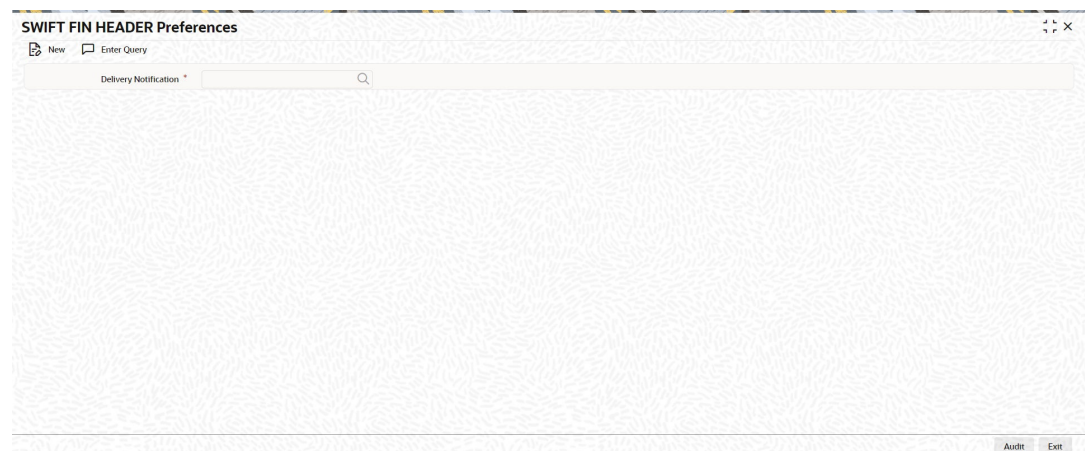 SWIFT FIN HEADER Preferences
New Enter Query
Delivery Notification *
Audit Exit